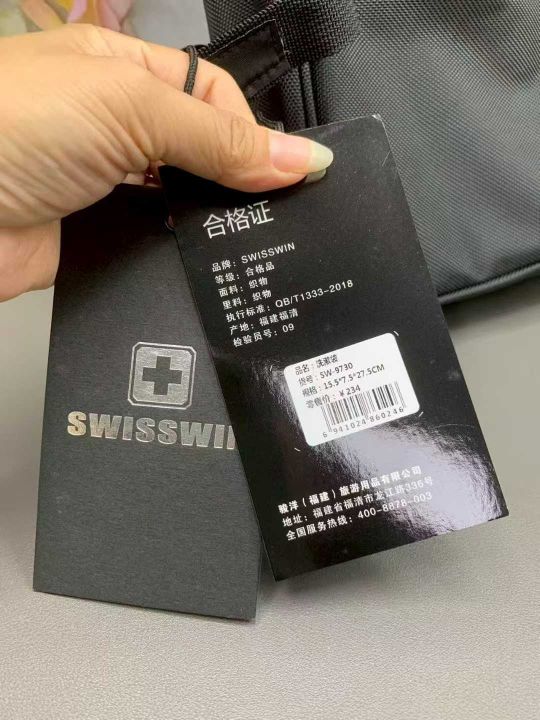 合格证
品牌：SWISSWIN
等级：合格品
面料：织物
里料：织物
执行标准：QB/T1333-2018
产地：福建福清
检验员号：09
品名：洗漱袋
货号：SW-9730
规格：15.5*7.5*27.5CM
零售价：￥234
6 941024 860246
骏洋（福建）旅游用品有限公司
地址：福建省福清市龙江路336号
全国服务热线：400-8878-003
SWISSWIN